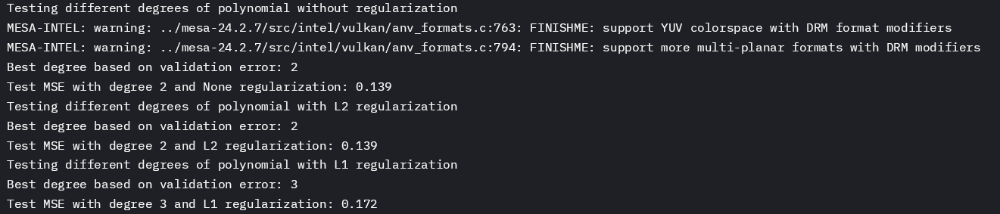 Testing different degrees of polynomial without regularization
MESA-INTEL: warning: ../mesa-24.2.7/src/intel/vulkan/anv_formats.c:763: FINISHME: support YUV colorspace with DRM format modifiers
MESA-INTEL: warning: ../mesa-24.2.7/src/intel/vulkan/anv_formats.c:794: FINISHME: support more multi-planar formats with DRM modifiers
Best degree based on validation error: 2
Test MSE with degree 2 and None regularization: 0.139
Testing different degrees of polynomial with L2 regularization
Best degree based on validation error: 2
Test MSE with degree 2 and L2 regularization: 0.139
Testing different degrees of polynomial with L1 regularization
Best degree based on validation error: 3
Test MSE with degree 3 and L1 regularization: 0.172